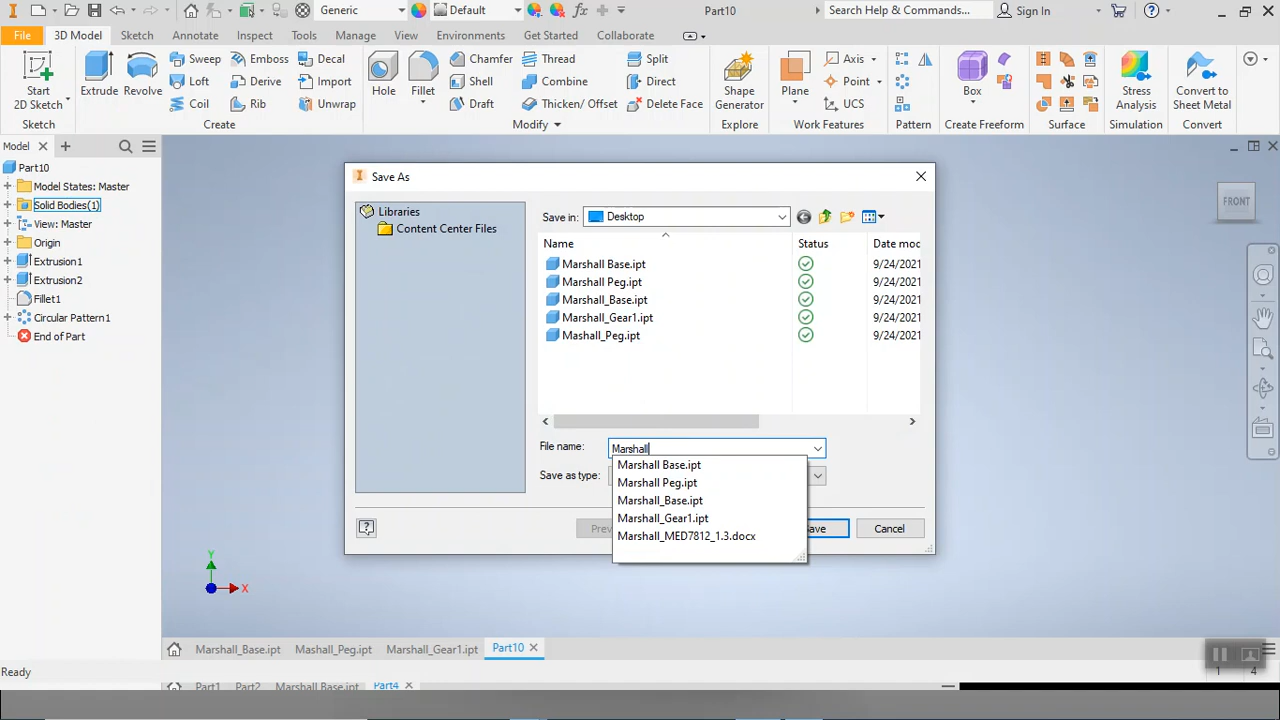 Generic
Default
Part10
Search Help & Commands...
Sign In
File
3D Model
Sketch
Annotate
Inspect
Tools
Manage
View
Environments
Get Started
Collaborate
Start
2D Sketch
Extrude
Revolve
Sweep
Emboss
Decal
Loft
Derive
Import
Coil
Rib
Unwrap
Hole
Fillet
Chamfer
Thread
Split
Shell
Combine
Direct
Draft
Thicken/ Offset
Delete Face
Shape
Generator
Plane
Axis
Point
UCS
Box
Stress
Analysis
Convert to
Sheet Metal
Sketch
Create
Modify
Explore
Work Features
Pattern
Create Freeform
Surface
Simulation
Convert
Model
Part10
Model States: Master
Solid Bodies(1)
View: Master
Origin
Extrusion1
Extrusion2
Fillet1
Circular Pattern1
End of Part
Save As
Libraries
Content Center Files
Save in:
Desktop
Name
Status
Date mod
Marshall Base.ipt
9/24/2021
Marshall Peg.ipt
9/24/2021
Marshall_Base.ipt
9/24/2021
Marshall_Gear1.ipt
9/24/2021
Mashall_Peg.ipt
9/24/2021
File name:
Marshall
Save as type:
Marshall Base.ipt
Marshall Peg.ipt
Marshall_Base.ipt
Marshall_Gear1.ipt
Marshall_MED7812_1.3.docx
Prev
ave
Cancel
FRONT
Y
X
Marshall_Base.ipt
Mashall_Peg.ipt
Marshall_Gear1.ipt
Part10
Ready
1
4
Part1
Part2
Marshall Base.ipt
Part4